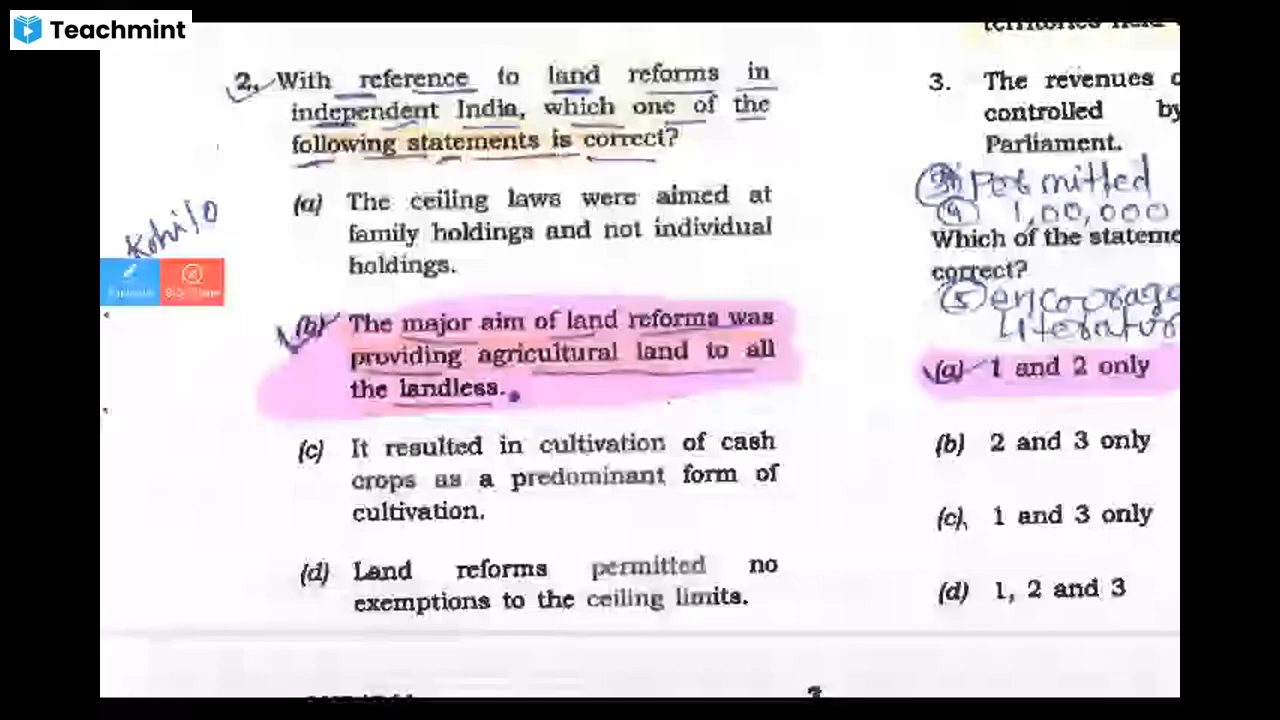 Teachmint
2. With reference to land reforms in
independent India, which one of the
following statements is correct?
(a) The ceiling laws were aimed at
family holdings and not individual
holdings.
(b) The major aim of land reforms was
providing agricultural land to all
the landless.
(c) It resulted in cultivation of cash
crops as a predominant form of
cultivation.
(d) Land reforms permitted no
exemptions to the ceiling limits.
3. The revenues
controlled by
Parliament.
1,00,000
Which of the
correct?
(a) 1 and 2 only
(b) 2 and 3 only
(c) 1 and 3 only
(d) 1, 2 and 3